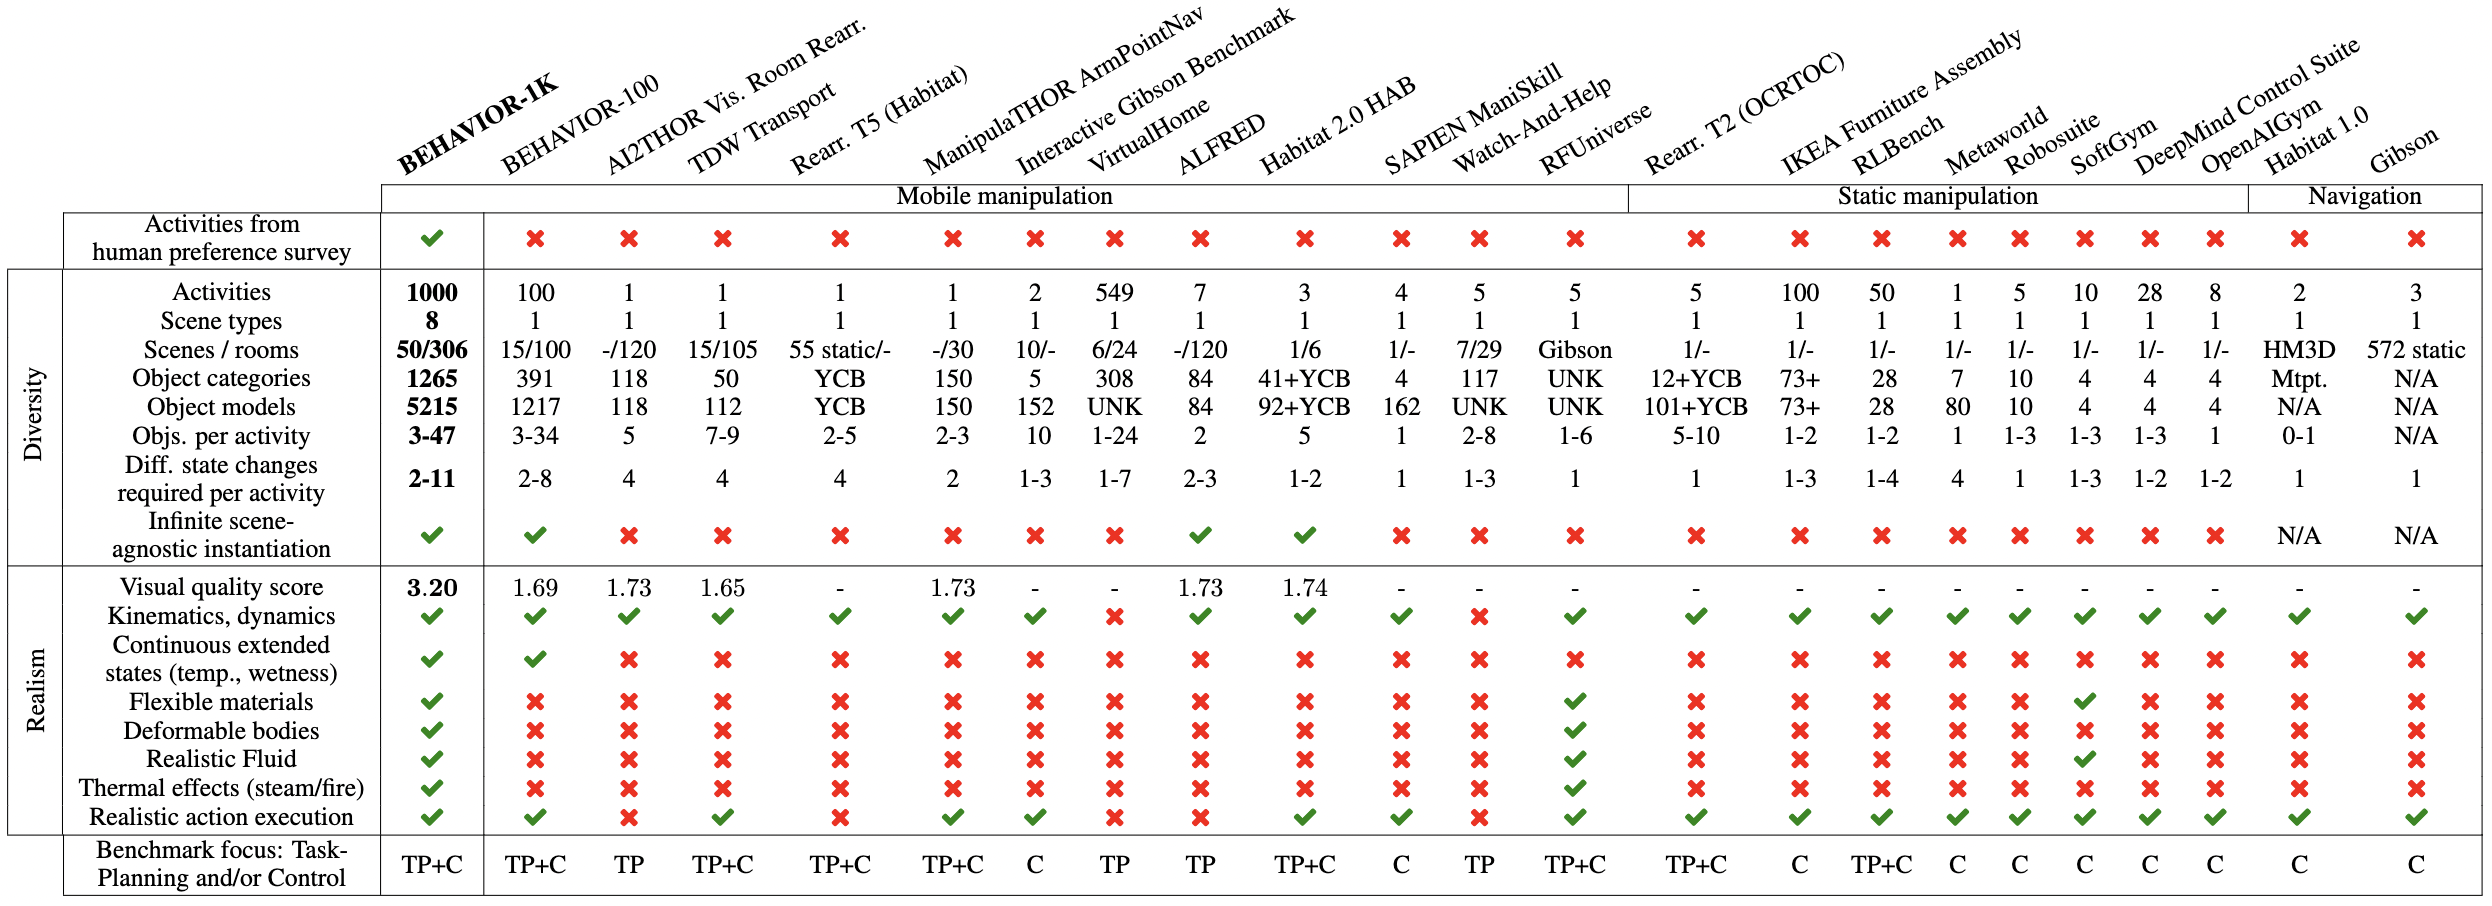 BEHAVIOR-1K
BEHAVIOR-100
AI2THOR Vis. Room Rearr.
TDW Transport
Rearr. T5 (Habitat)
ManipulaTHOR ArmPointNav
Interactive Gibson Benchmark
VirtualHome
ALFRED
Habitat 2.0 HAB
SAPIEN ManiSkill
Watch-And-Help
RFUniverse
Rearr. T2 (OCRTOC)
IKEA Furniture Assembly
RLBench
Metaworld
Robosuite
SoftGym
DeepMind Control Suite
OpenAIGym
Habitat 1.0
Gibson
Mobile manipulation Static manipulation Navigation
Activities from
human preference survey ✓ ✗ ✗ ✗ ✗ ✗ ✗ ✗ ✗ ✗ ✗ ✗ ✗ ✗ ✗ ✗ ✗ ✗ ✗ ✗ ✗ ✗ ✗
Diversity
Activities 1000 100 1 1 1 1 2 549 7 3 4 5 5 5 100 50 1 5 10 28 8 2 3
Scene types 8 1 1 1 1 1 1 1 1 1 1 1 1 1 1 1 1 1 1 1 1 1 1
Scenes / rooms 50/306 15/100 -/120 15/105 55 static/- -/30 10/- 6/24 -/120 1/6 1/- 7/29 Gibson 1/- 1/- 1/- 1/- 1/- 1/- 1/- 1/- HM3D 572 static
Object categories 1265 391 118 50 YCB 150 5 308 84 41+YCB 4 117 UNK 12+YCB 73+ 28 7 10 4 4 4 Mtpt. N/A
Object models 5215 1217 118 112 YCB 150 152 UNK 84 92+YCB 162 UNK UNK 101+YCB 73+ 28 80 10 4 4 4 N/A N/A
Objs. per activity 3-47 3-34 5 7-9 2-5 2-3 10 1-24 2 5 1 2-8 1-6 5-10 1-2 1-2 1 1-3 1-3 1-3 1 0-1 N/A
Diff. state changes
required per activity 2-11 2-8 4 4 4 2 1-3 1-7 2-3 1-2 1 1-3 1 1 1-3 1-4 4 1 1-3 1-2 1-2 1 1
Infinite scene-
agnostic instantiation ✓ ✓ ✗ ✗ ✗ ✗ ✗ ✗ ✓ ✓ ✗ ✗ ✗ ✗ ✗ ✗ ✗ ✗ ✗ ✗ ✗ N/A N/A
Realism
Visual quality score 3.20 1.69 1.73 1.65 - 1.73 - - 1.73 1.74 - - - - - - - - - - - - -
Kinematics, dynamics ✓ ✓ ✓ ✓ ✓ ✓ ✓ ✗ ✓ ✓ ✓ ✗ ✓ ✓ ✓ ✓ ✓ ✓ ✓ ✓ ✓ ✓ ✓
Continuous extended
states (temp., wetness) ✓ ✓ ✗ ✗ ✗ ✗ ✗ ✗ ✗ ✗ ✗ ✗ ✗ ✗ ✗ ✗ ✗ ✗ ✗ ✗ ✗ ✗ ✗
Flexible materials ✓ ✗ ✗ ✗ ✗ ✗ ✗ ✗ ✗ ✗ ✗ ✗ ✓ ✗ ✗ ✗ ✗ ✗ ✓ ✗ ✗ ✗ ✗
Deformable bodies ✓ ✗ ✗ ✗ ✗ ✗ ✗ ✗ ✗ ✗ ✗ ✗ ✓ ✗ ✗ ✗ ✗ ✗ ✗ ✗ ✗ ✗ ✗
Realistic Fluid ✓ ✗ ✗ ✗ ✗ ✗ ✗ ✗ ✗ ✗ ✗ ✗ ✓ ✗ ✗ ✗ ✗ ✗ ✓ ✗ ✗ ✗ ✗
Thermal effects (steam/fire) ✓ ✗ ✗ ✗ ✗ ✗ ✗ ✗ ✗ ✗ ✗ ✗ ✓ ✗ ✗ ✗ ✗ ✗ ✗ ✗ ✗ ✗ ✗
Realistic action execution ✓ ✓ ✗ ✓ ✗ ✓ ✓ ✗ ✗ ✓ ✓ ✗ ✓ ✓ ✓ ✓ ✓ ✓ ✓ ✓ ✓ ✓ ✓
Benchmark focus: Task-
Planning and/or Control TP+C TP+C TP TP+C TP+C TP+C C TP TP TP+C C TP TP+C TP+C C TP+C C C C C C C C